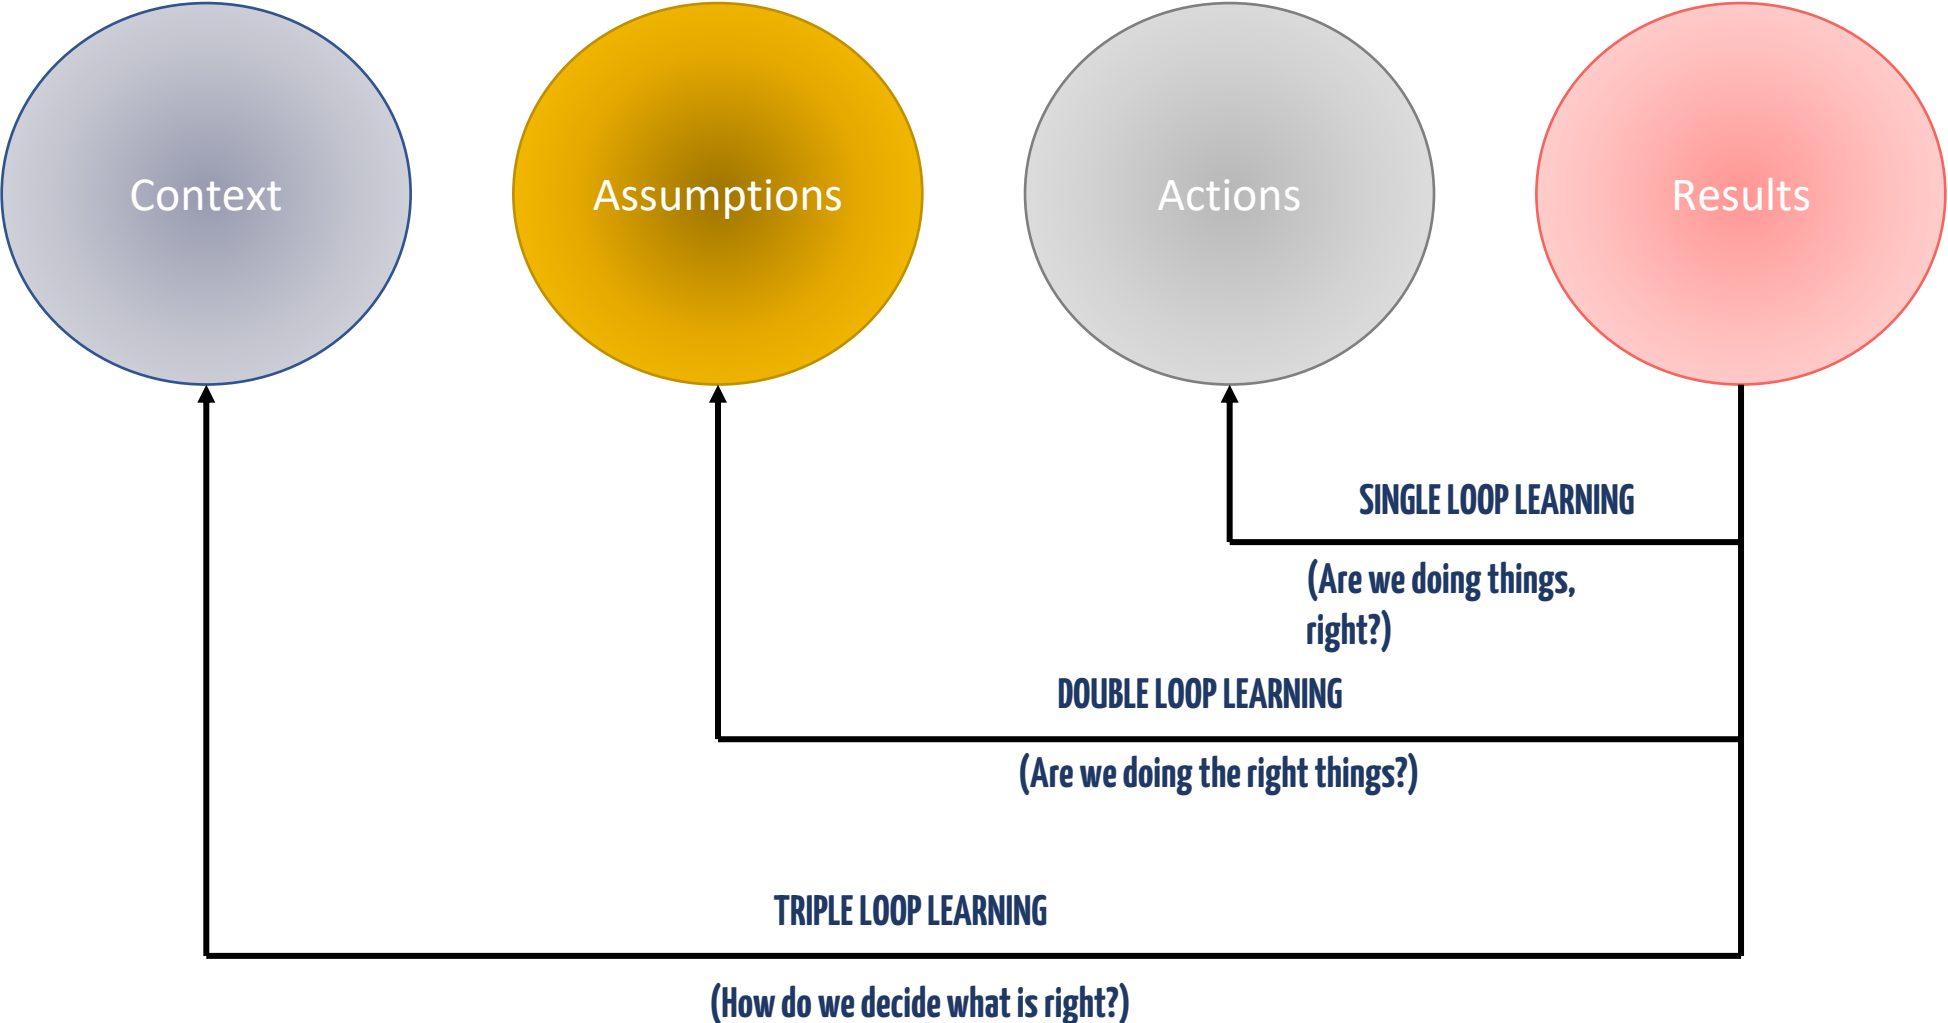 Context
Assumptions
Actions
Results
SINGLE LOOP LEARNING
(Are we doing things,
right?)
DOUBLE LOOP LEARNING
(Are we doing the right things?)
TRIPLE LOOP LEARNING
(How do we decide what is right?)